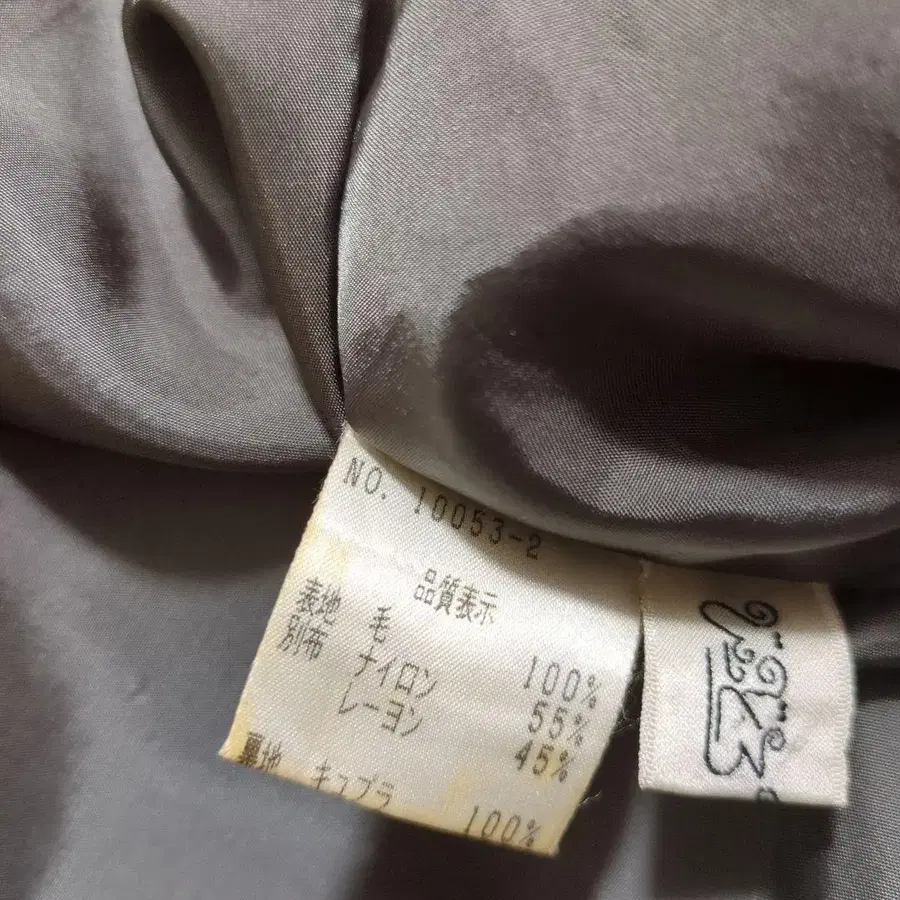 NO. 10053-2
品質表示
表地 毛 100%
別布 ナイロン 55%
レーヨン 45%
裏地 キュプラ 100%